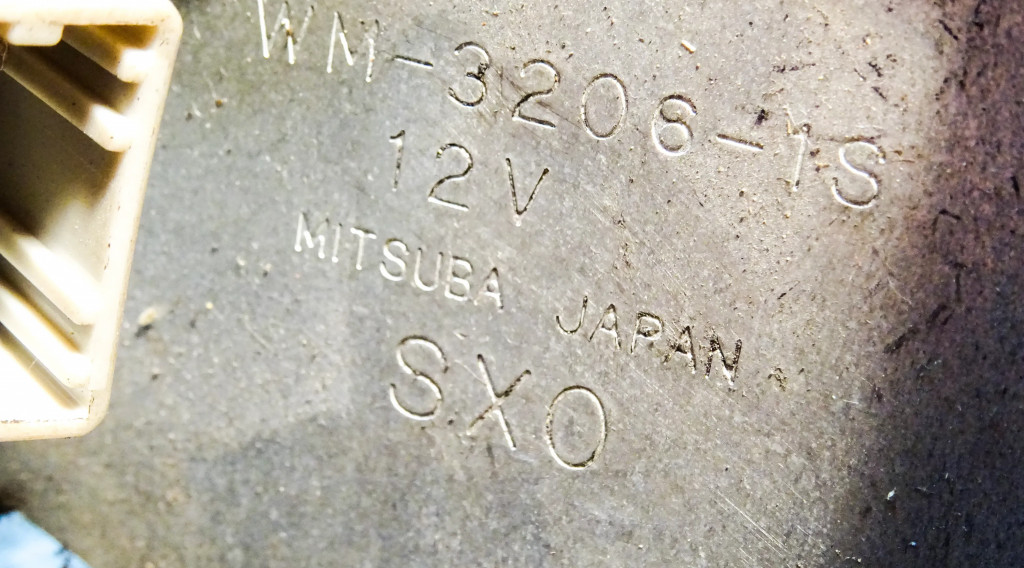 WM-3206-1S
12V
MITSUBA JAPAN
SXO